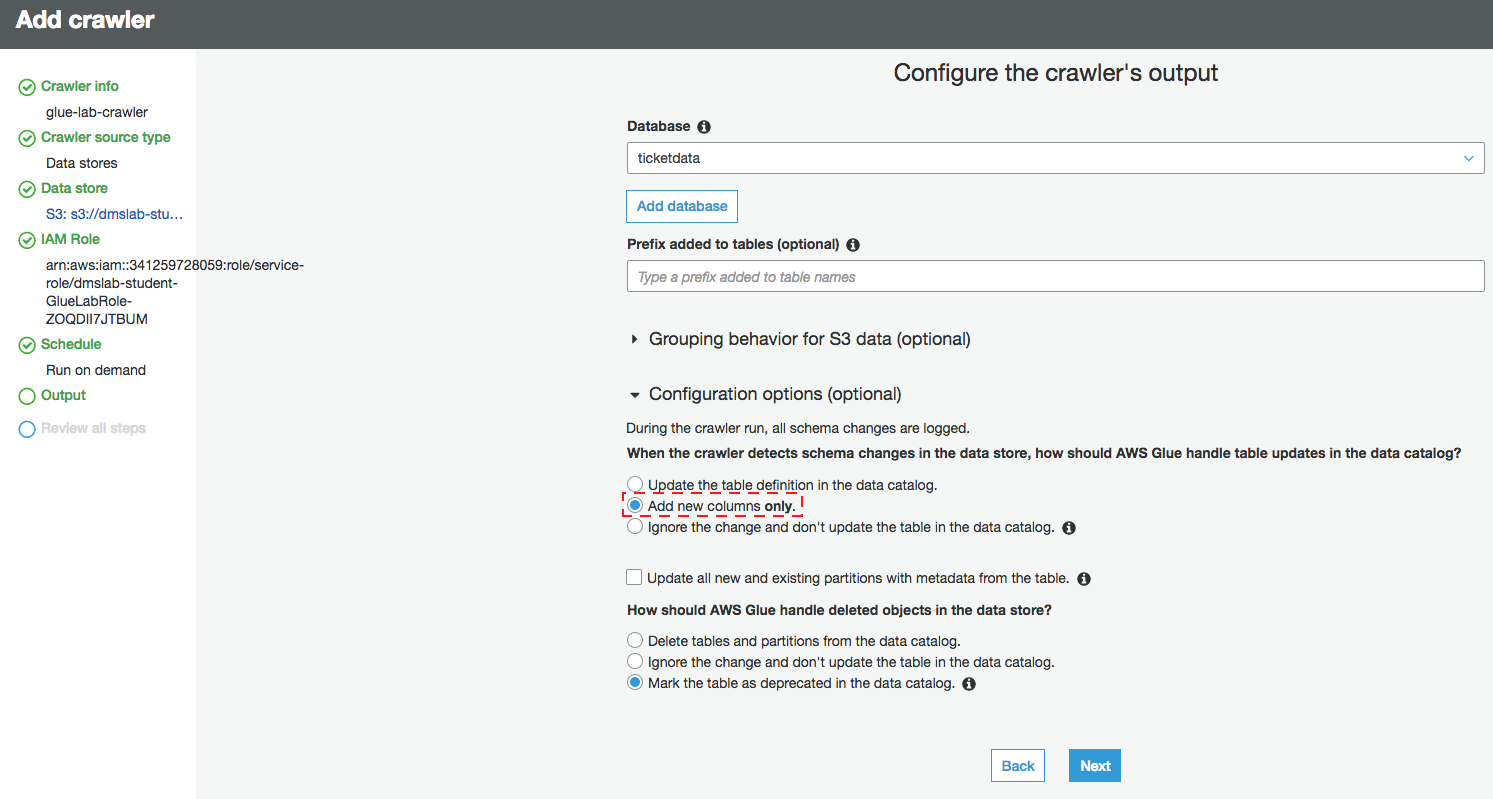 Add crawler
Crawler info
glue-lab-crawler
Crawler source type
Data stores
Data store
S3: s3://dmslab-stu…
IAM Role
arn:aws:iam::341259728059:role/service-
role/dmslab-student-
GlueLabRole-
ZOQDII7JTBUM
Schedule
Run on demand
Output
Review all steps
Configure the crawler's output
Database
ticketdata
Add database
Prefix added to tables (optional)
Type a prefix added to table names
Grouping behavior for S3 data (optional)
Configuration options (optional)
During the crawler run, all schema changes are logged.
When the crawler detects schema changes in the data store, how should AWS Glue handle table updates in the data catalog?
Update the table definition in the data catalog.
Add new columns only.
Ignore the change and don't update the table in the data catalog.
Update all new and existing partitions with metadata from the table.
How should AWS Glue handle deleted objects in the data store?
Delete tables and partitions from the data catalog.
Ignore the change and don't update the table in the data catalog.
Mark the table as deprecated in the data catalog.
Back
Next